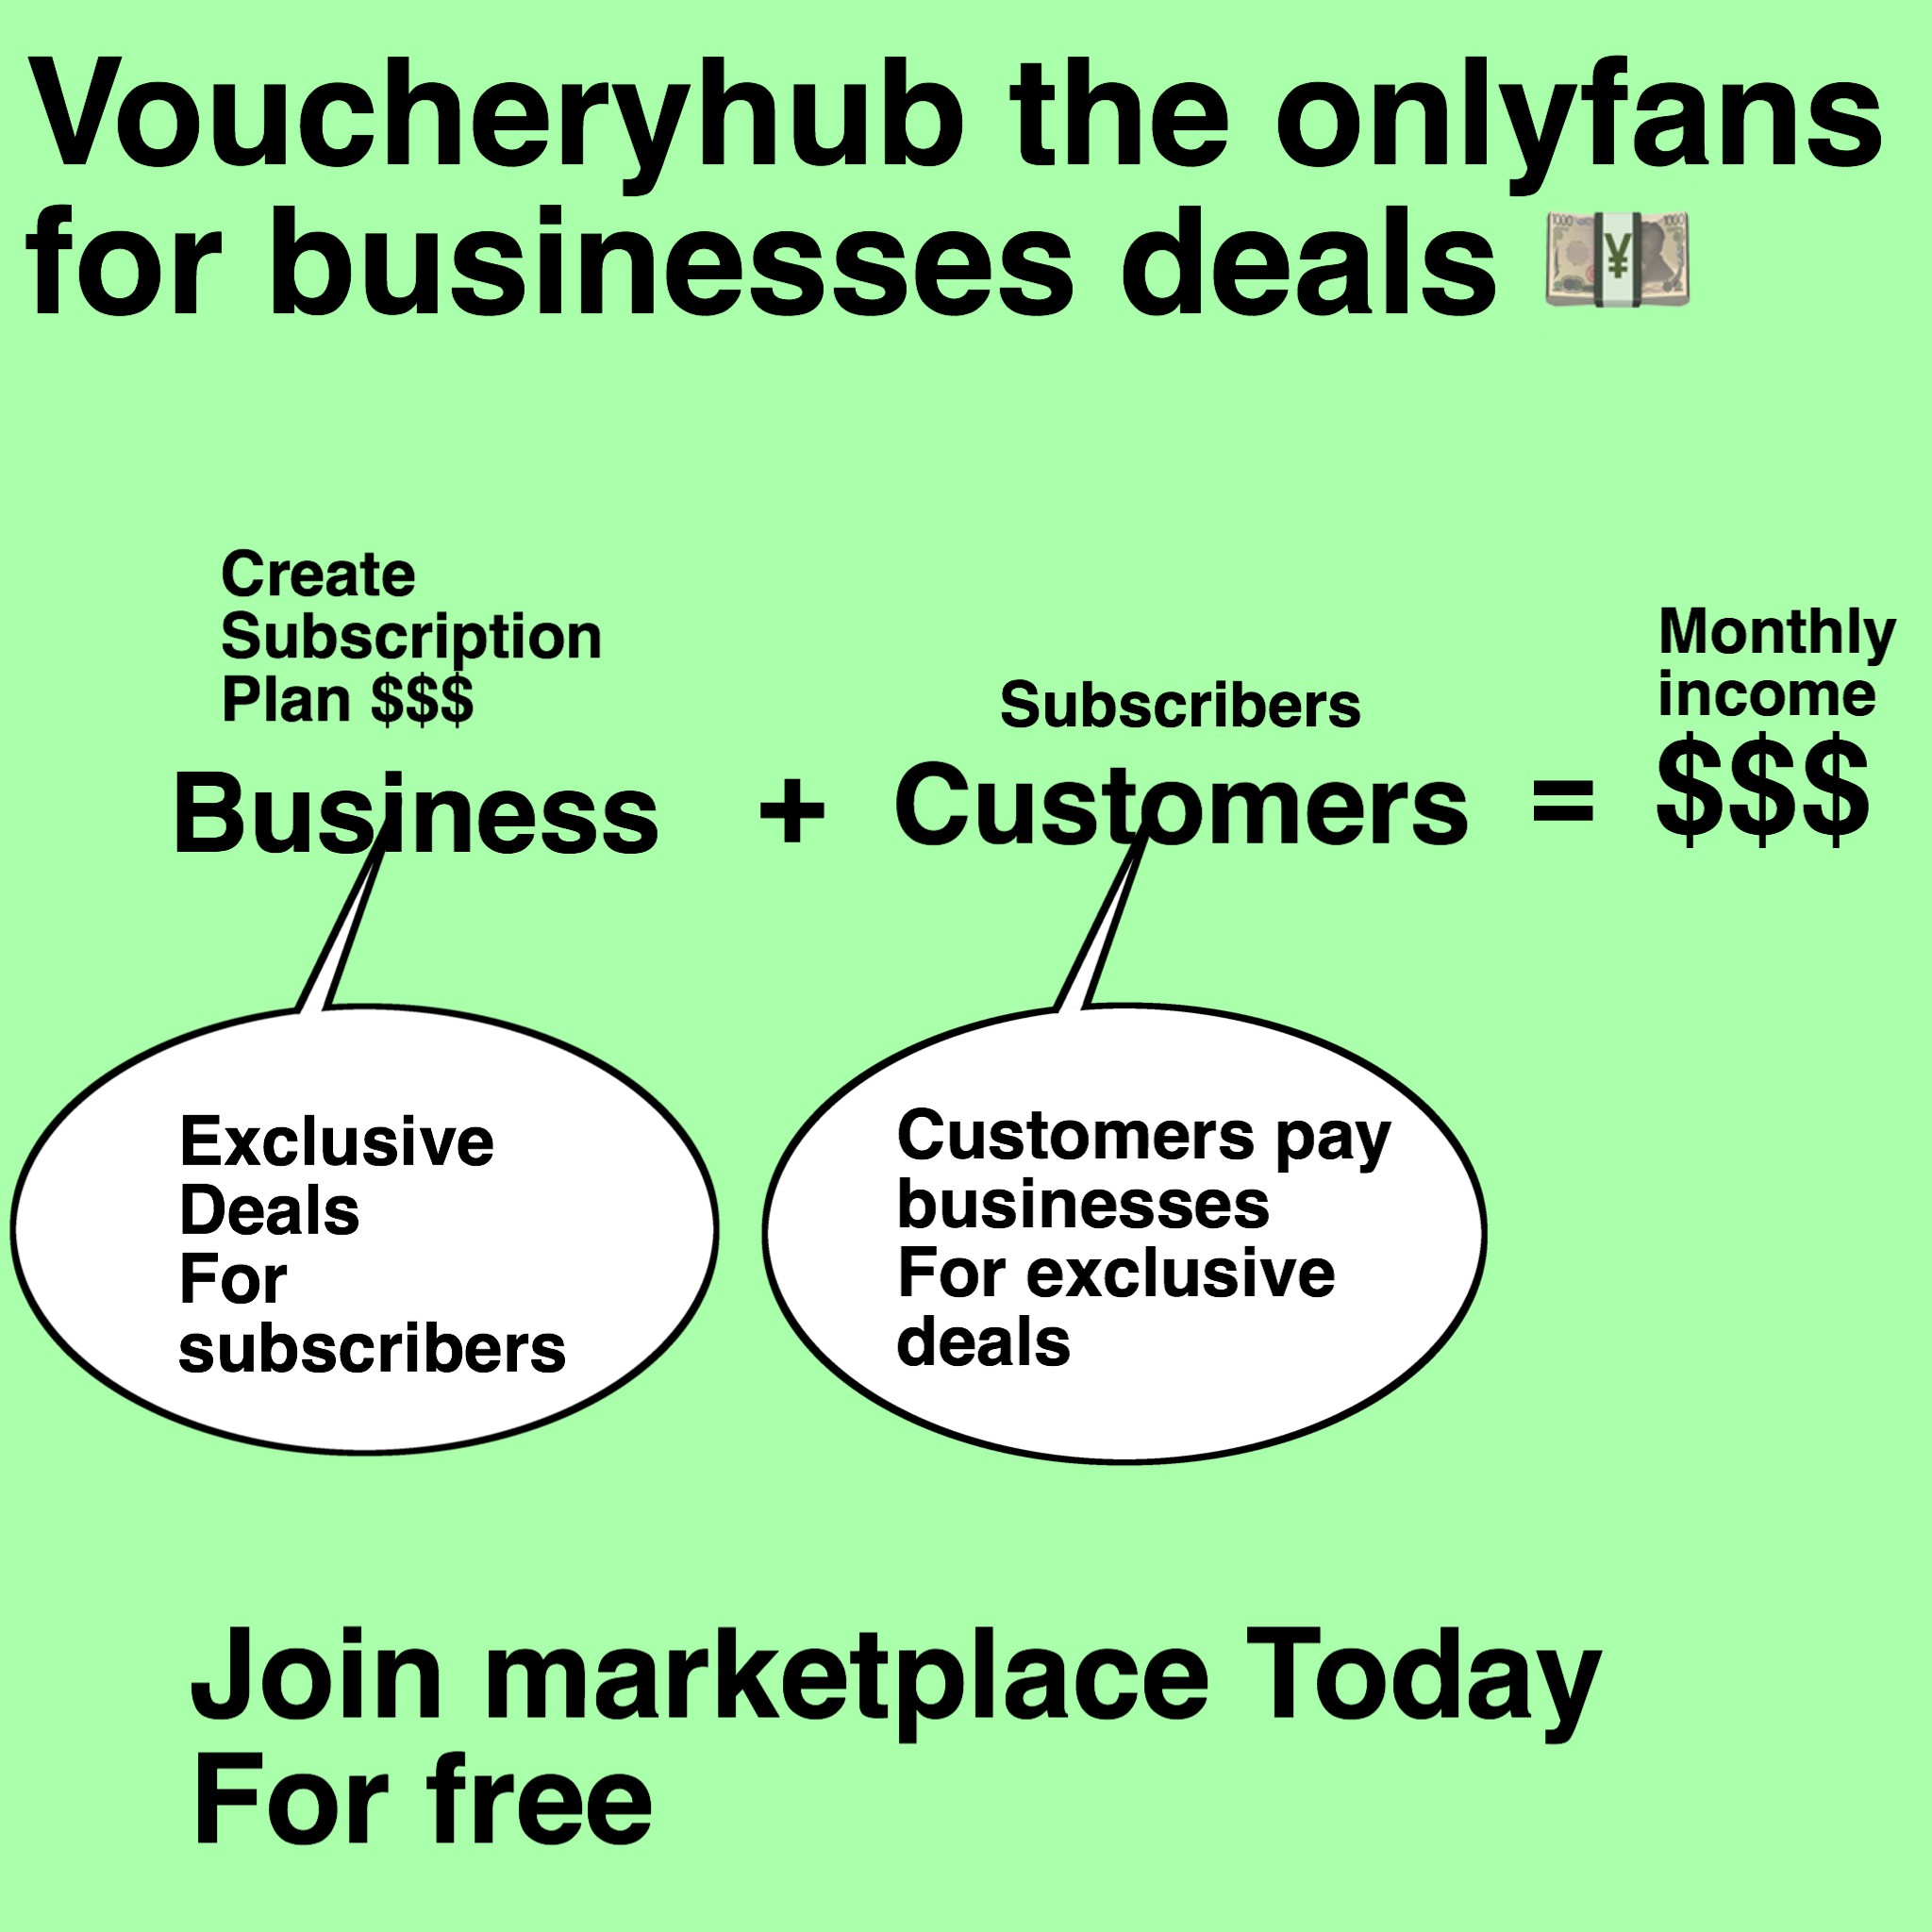 Voucheryhub the onlyfans
for businesses deals 💴
Create
Subscription
Plan $$$
Business
+
Subscribers
Customers
=
Monthly
income
$$$
Exclusive
Deals
For
subscribers
Customers pay
businesses
For exclusive
deals
Join marketplace Today
For free